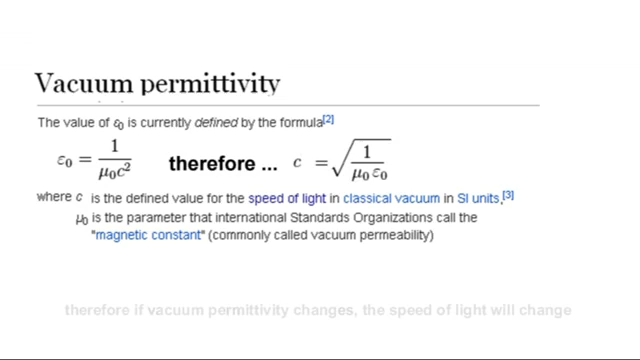 Vacuum permittivity
The value of ε₀ is currently defined by the formula[2]
ε₀ = 1 / μ₀c² therefore ... c = √(1 / μ₀ ε₀)
where c is the defined value for the speed of light in classical vacuum in SI units,[3]
μ₀ is the parameter that international Standards Organizations call the
"magnetic constant" (commonly called vacuum permeability)
therefore if vacuum permittivity changes, the speed of light will change